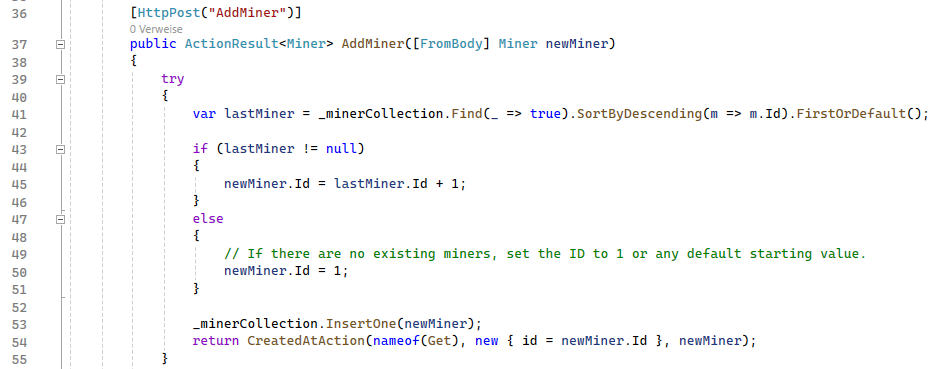 36 [HttpPost("AddMiner")]
0 Verweise
37 public ActionResult<Miner> AddMiner([FromBody] Miner newMiner)
38 {
39 try
40 {
41 var lastMiner = _minerCollection.Find(_ => true).SortByDescending(m => m.Id).FirstOrDefault();
42
43 if (lastMiner != null)
44 {
45 newMiner.Id = lastMiner.Id + 1;
46 }
47 else
48 {
49 // If there are no existing miners, set the ID to 1 or any default starting value.
50 newMiner.Id = 1;
51 }
52
53 _minerCollection.InsertOne(newMiner);
54 return CreatedAtAction(nameof(Get), new { id = newMiner.Id }, newMiner);
55 }